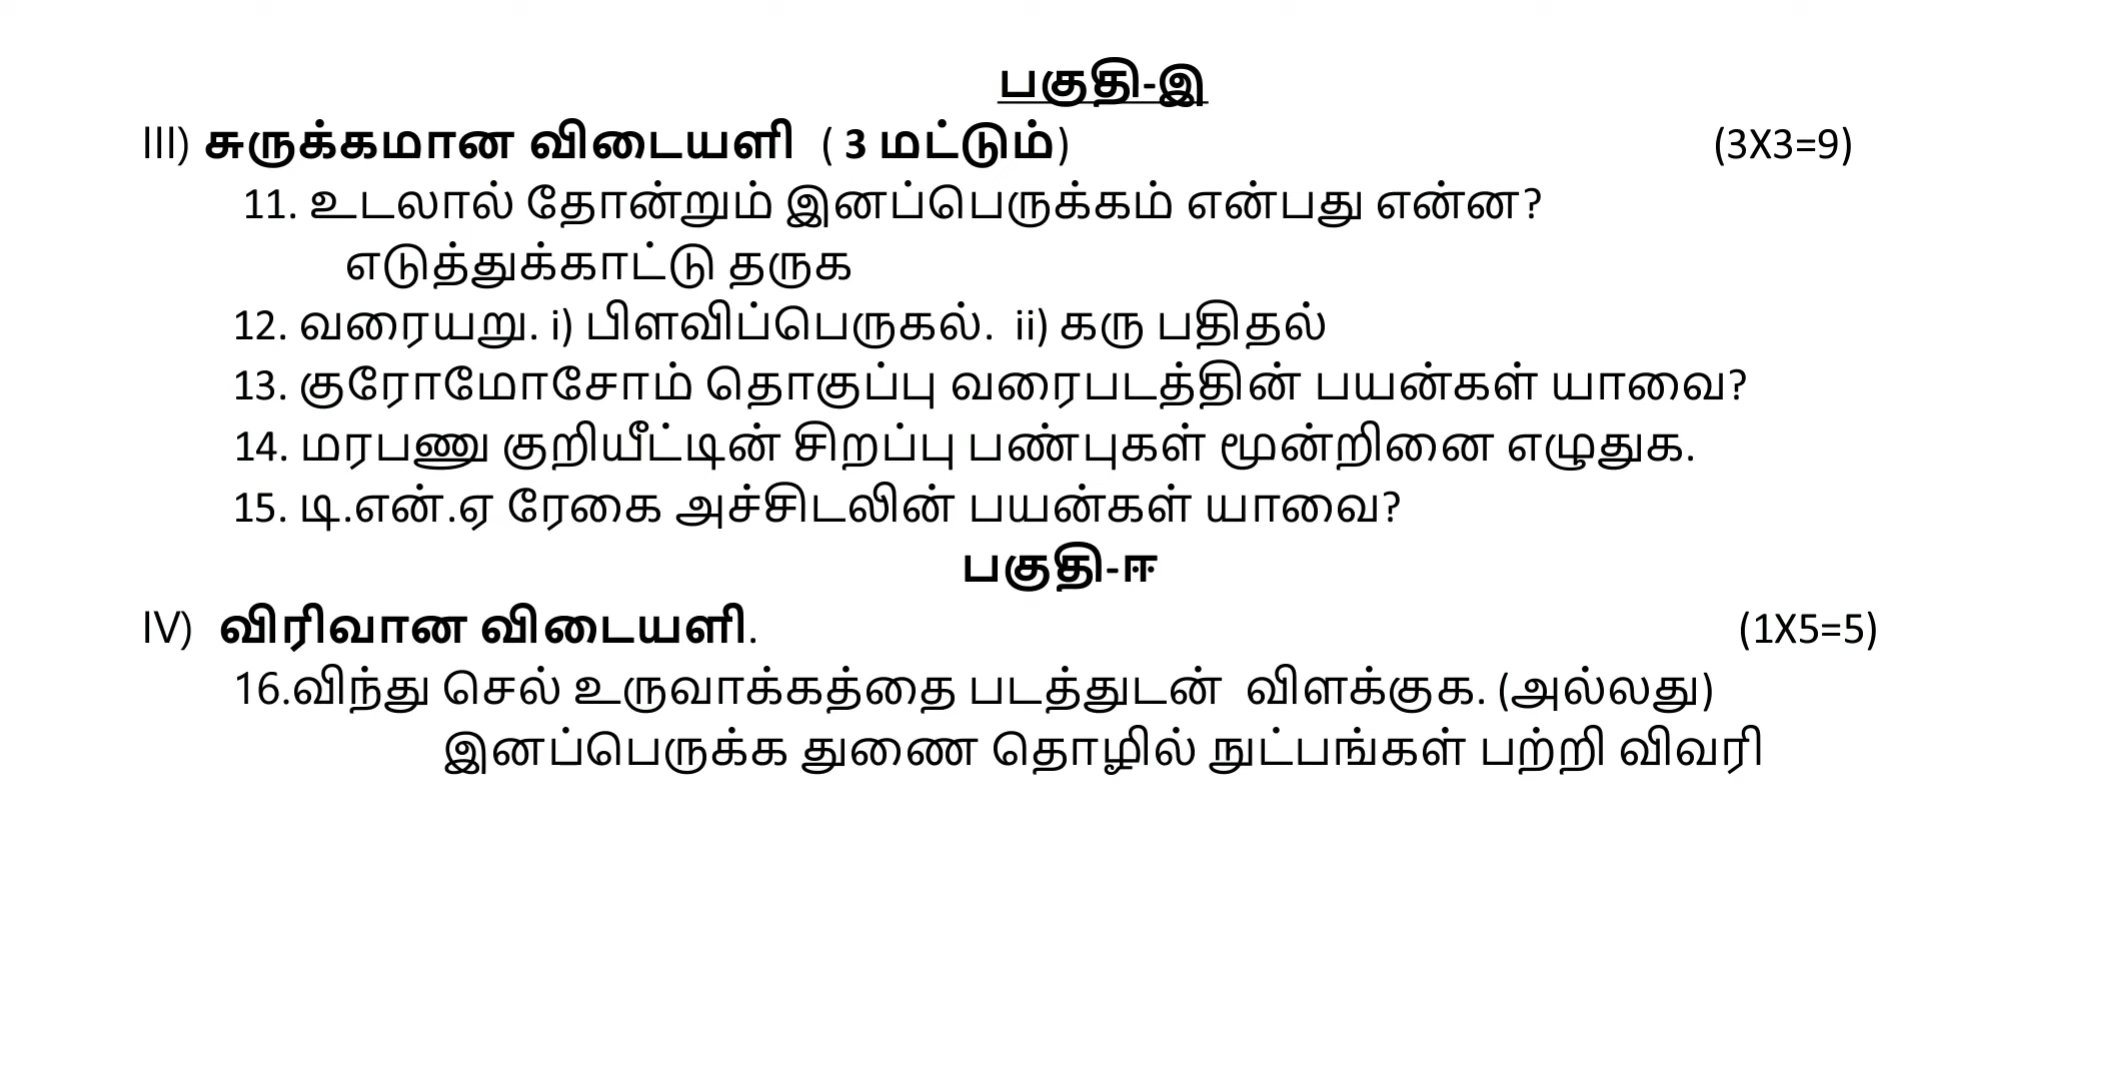 பகுதி-இ
III) சுருக்கமான விடையளி ( 3 மட்டும்) (3X3=9)
11. உடலால் தோன்றும் இனப்பெருக்கம் என்பது என்ன?
எடுத்துக்காட்டு தருக
12. வரையறு. i) பிளவிப்பெருகல். ii) கரு பதிதல்
13. குரோமோசோம் தொகுப்பு வரைபடத்தின் பயன்கள் யாவை?
14. மரபணு குறியீட்டின் சிறப்பு பண்புகள் மூன்றினை எழுதுக.
15. டி.என்.ஏ ரேகை அச்சிடலின் பயன்கள் யாவை?
பகுதி-ஈ
IV) விரிவான விடையளி. (1X5=5)
16.விந்து செல் உருவாக்கத்தை படத்துடன் விளக்குக. (அல்லது)
இனப்பெருக்க துணை தொழில் நுட்பங்கள் பற்றி விவரி